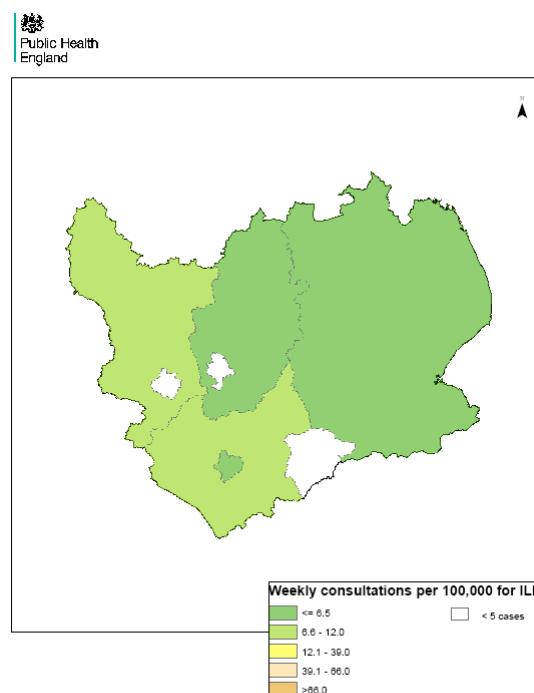 Public Health
England
N
Weekly consultations per 100,000 for ILI
<= 6.5
< 5 cases
6.6 - 12.0
12.1 - 39.0
39.1 - 66.0
>66.0